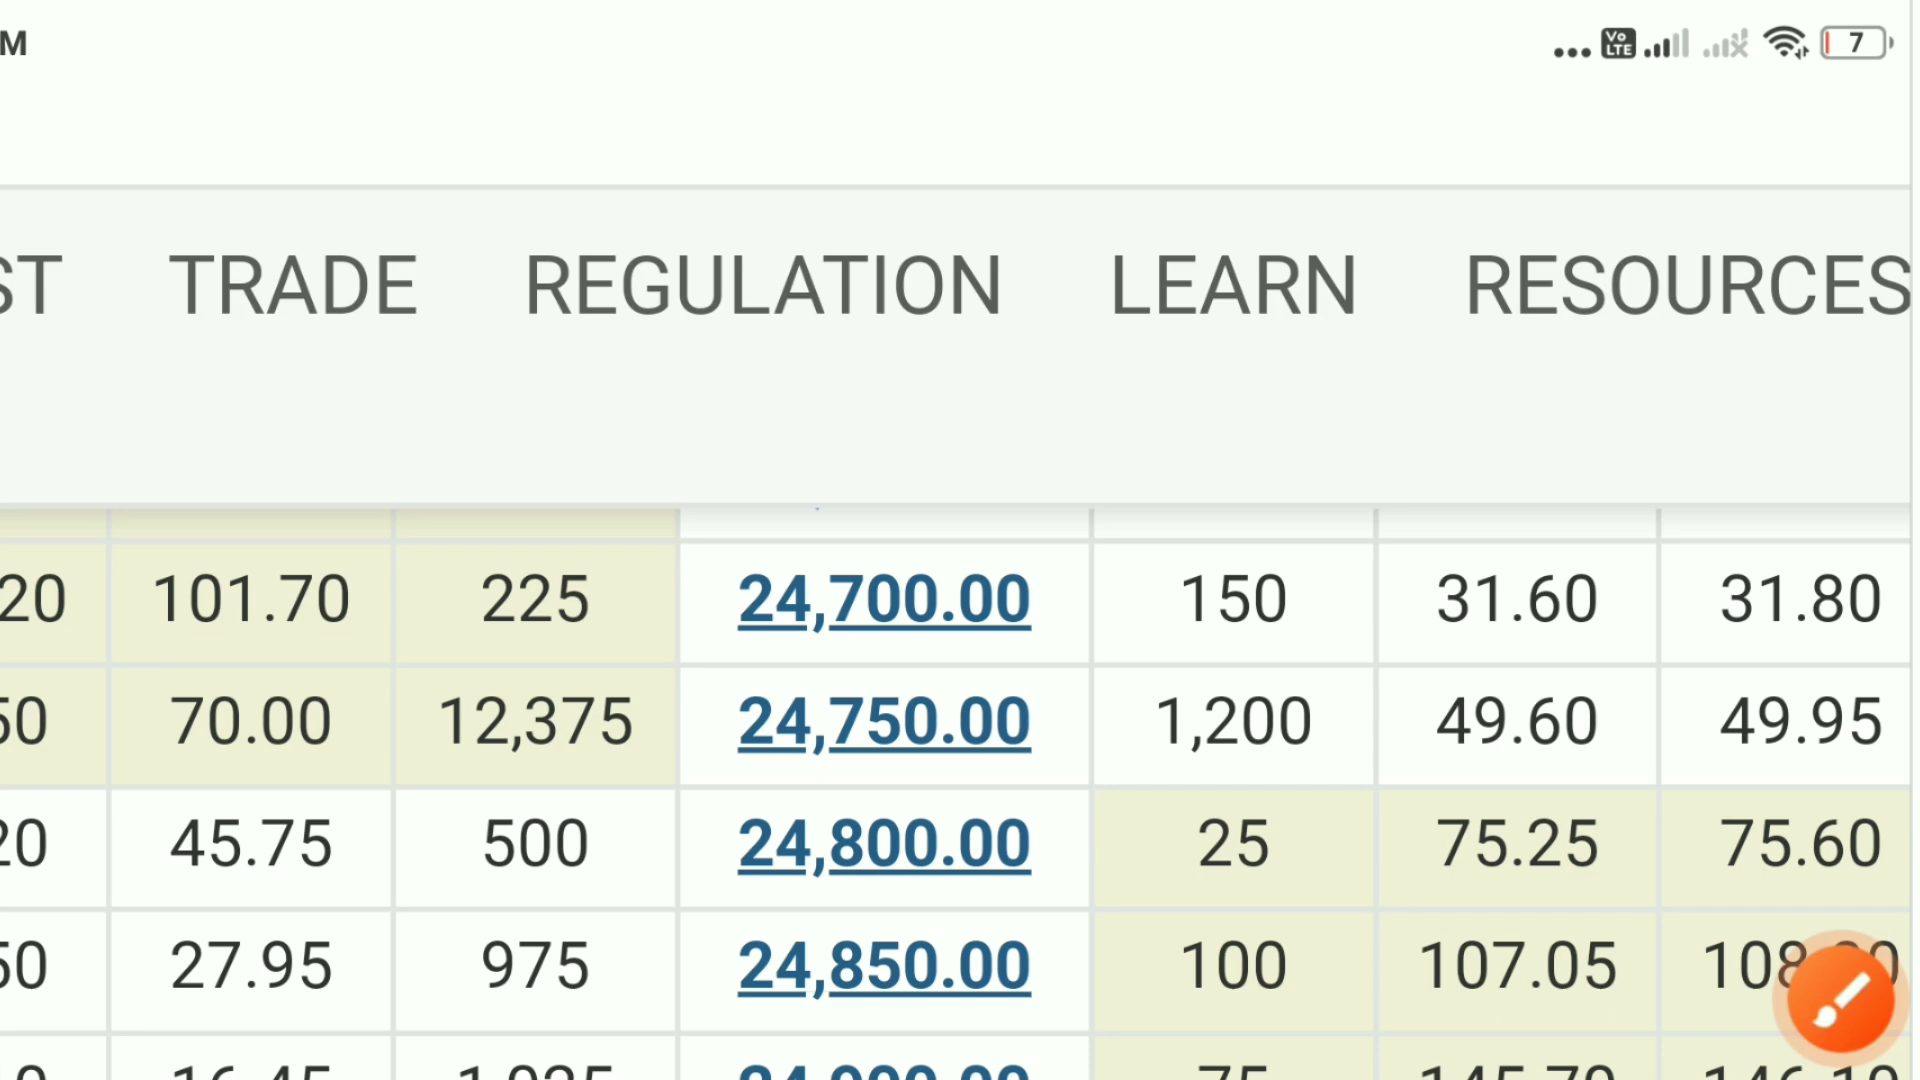 M Vo LTE 7
ST TRADE REGULATION LEARN RESOURCES
20 101.70 225 24,700.00 150 31.60 31.80
50 70.00 12,375 24,750.00 1,200 49.60 49.95
20 45.75 500 24,800.00 25 75.25 75.60
50 27.95 975 24,850.00 100 107.05